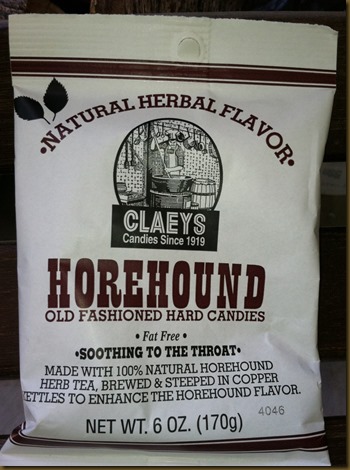 •NATURAL HERBAL FLAVOR•
CLAEYS
Candies Since 1919
HOREHOUND
OLD FASHIONED HARD CANDIES
• Fat Free •
•SOOTHING TO THE THROAT•
MADE WITH 100% NATURAL HOREHOUND
HERB TEA, BREWED & STEEPED IN COPPER
ETTLES TO ENHANCE THE HOREHOUND FLAVOR.
4046
NET WT. 6 OZ. (170g)